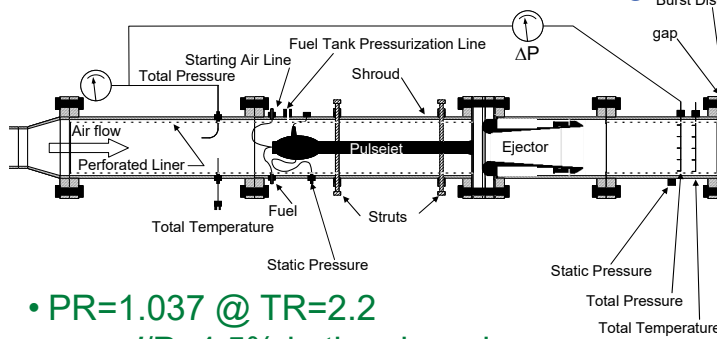 Burst Dis
gap
ΔP
Fuel Tank Pressurization Line
Starting Air Line
Total Pressure
Shroud
Air flow
Perforated Liner
Pulsejet
Ejector
Fuel
Struts
Total Temperature
Static Pressure
Static Pressure
Total Pressure
Total Temperature
• PR=1.037 @ TR=2.2